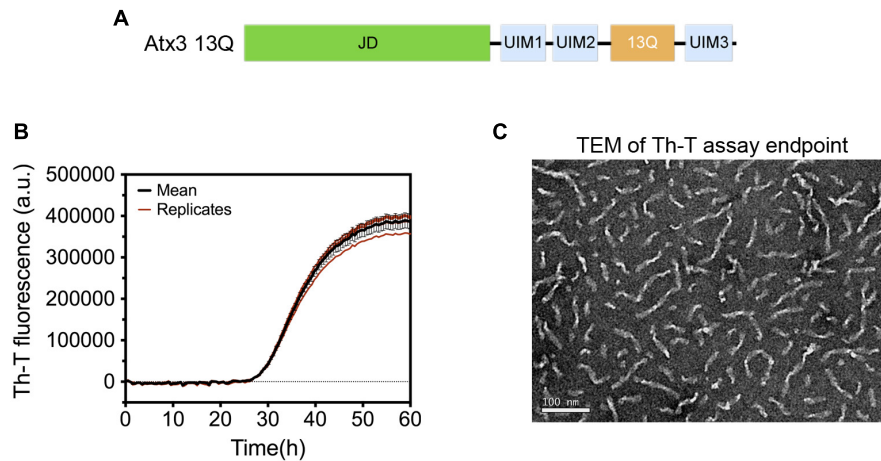 A
Atx3 13Q
JD
UIM1
UIM2
13Q
UIM3
B
500000
400000
300000
200000
100000
0
Th-T fluorescence (a.u.)
Mean
Replicates
0 10 20 30 40 50 60
Time(h)
C
TEM of Th-T assay endpoint
100 nm